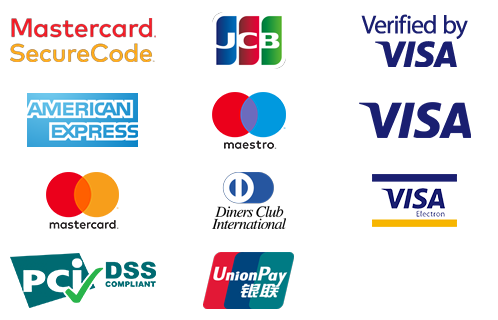 Mastercard.
SecureCode.
JCB
Verified by
VISA
AMERICAN
EXPRESS
maestro.
VISA
mastercard.
Diners Club
International
VISA
Electron
PCi DSS
COMPLIANT
UnionPay
银联